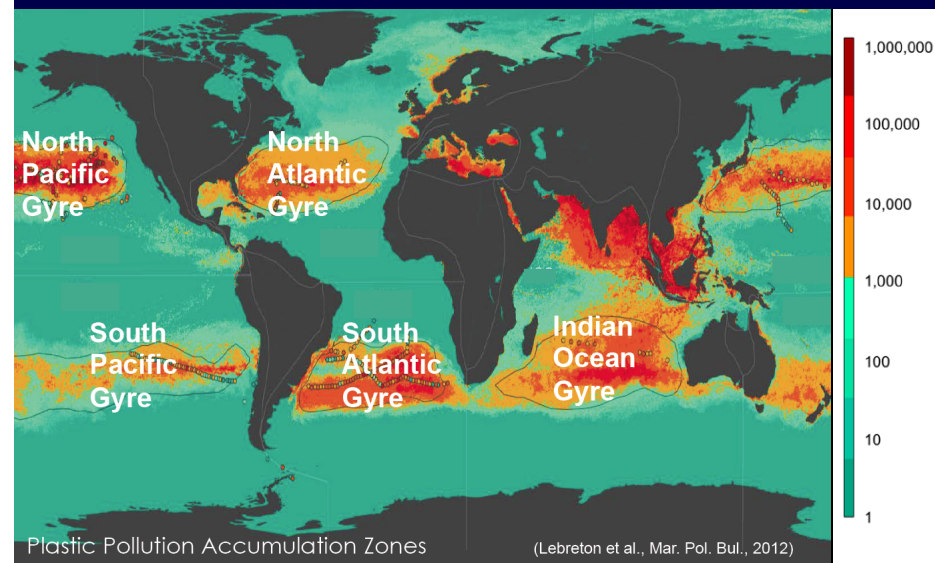 North
Pacific
Gyre
North
Atlantic
Gyre
South
Pacific
Gyre
South
Atlantic
Gyre
Indian
Ocean
Gyre
Plastic Pollution Accumulation Zones
(Lebreton et al., Mar. Pol. Bul., 2012)
1,000,000
100,000
10,000
1,000
100
10
1